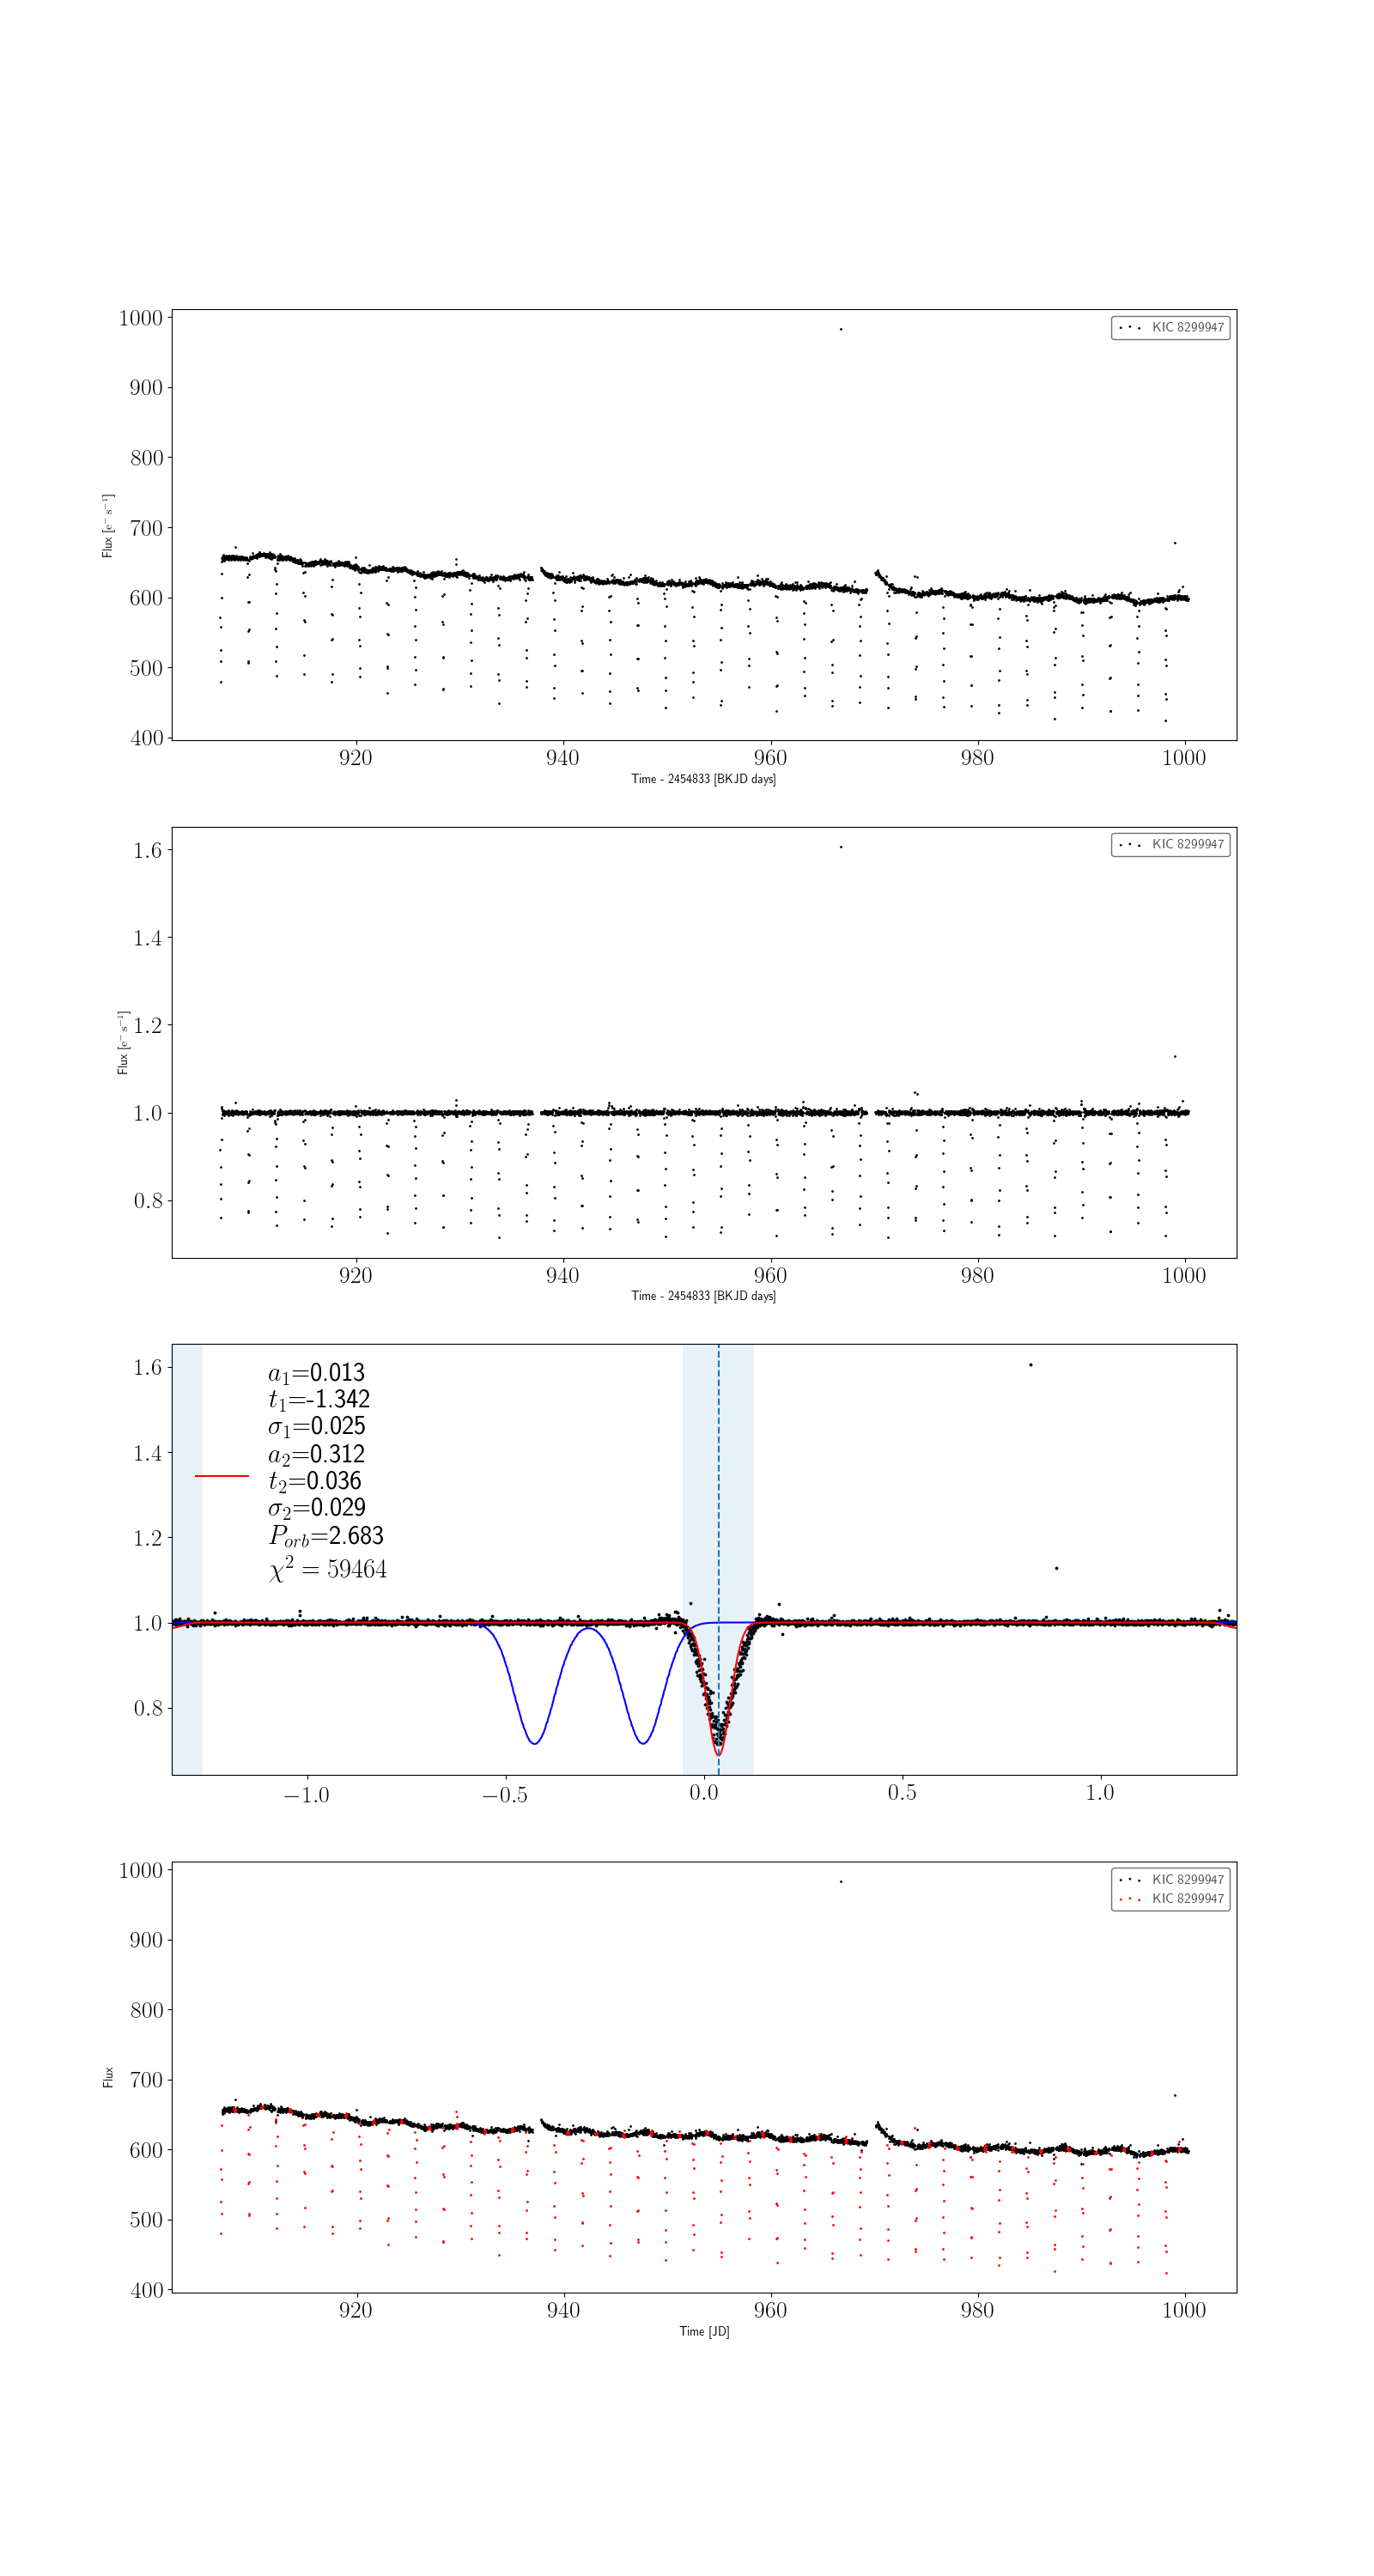 1000
900
800
700
600
500
400
Flux [e⁻ s⁻¹]
KIC 8299947
920 940 960 980 1000
Time - 2454833 [BKJD days]
1.6
1.4
1.2
1.0
0.8
Flux [e⁻ s⁻¹]
KIC 8299947
920 940 960 980 1000
Time - 2454833 [BKJD days]
1.6
1.4
1.2
1.0
0.8
a₁=0.013
t₁=-1.342
σ₁=0.025
a₂=0.312
t₂=0.036
σ₂=0.029
P_orb=2.683
χ² = 59464
−1.0 −0.5 0.0 0.5 1.0
1000
900
800
700
600
500
400
Flux
KIC 8299947
KIC 8299947
920 940 960 980 1000
Time [JD]